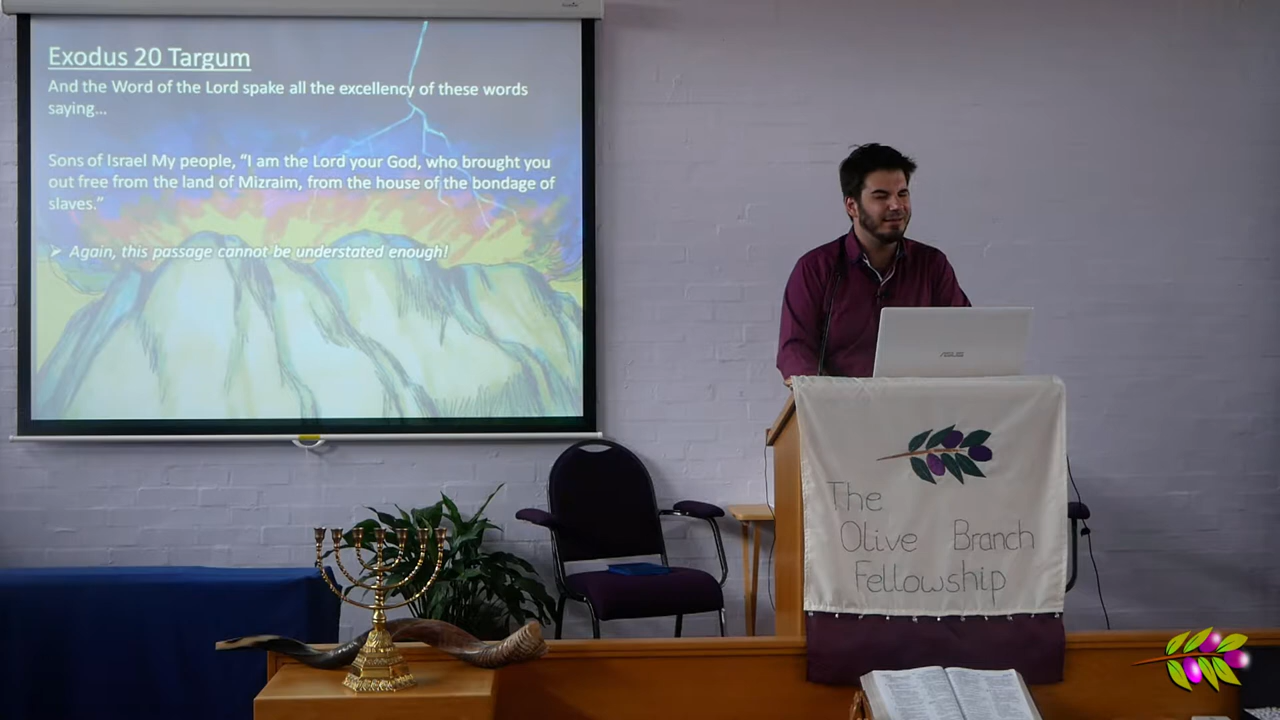 Exodus 20 Targum
And the Word of the Lord spake all the excellency of these words
saying...
Sons of Israel My people, "I am the Lord your God, who brought you
out free from the land of Mizraim, from the house of the bondage of
slaves."
➢ Again, this passage cannot be understated enough!
ASUS
The
Olive Branch
Fellowship